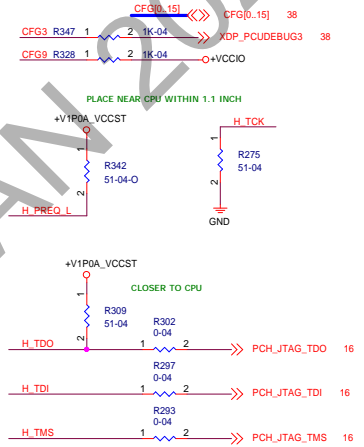 CFG[0..15] CFG[0..15] 38
CFG3 R347 1 2 1K-04 XDP_PCUDEBUG3 38
CFG9 R328 1 2 1K-04 +VCCIO
PLACE NEAR CPU WITHIN 1.1 INCH
+V1P0A_VCCST H_TCK
1 1
R342 R275
51-04-O 51-04
2 2
H_PREQ_L
GND
+V1P0A_VCCST
CLOSER TO CPU
1
R309
51-04
2
R302
0-04
H_TDO 1 2 PCH_JTAG_TDO 16
R297
0-04
H_TDI 1 2 PCH_JTAG_TDI 16
R293
0-04
H_TMS 1 2 PCH_JTAG_TMS 16